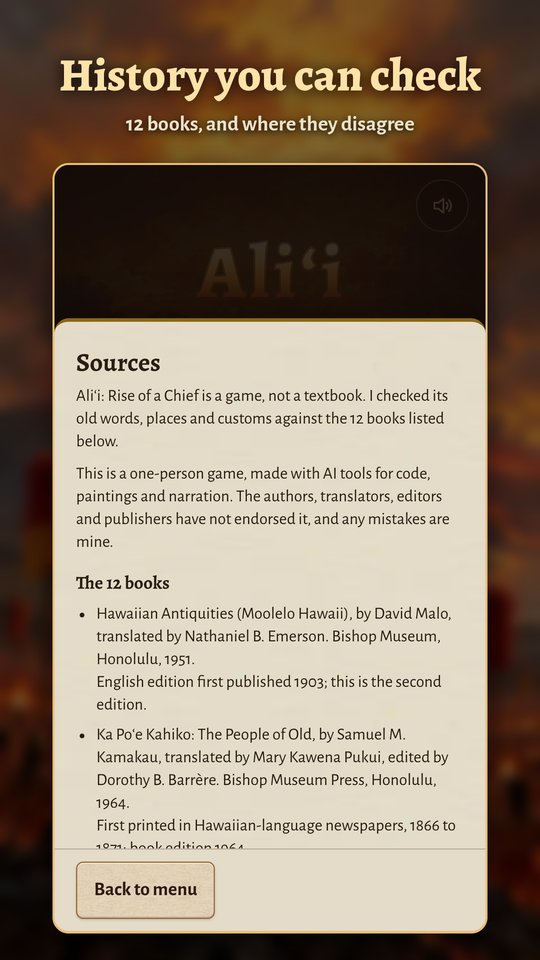 History you can check
12 books, and where they disagree
Aliʻi
Sources
Aliʻi: Rise of a Chief is a game, not a textbook. I checked its
old words, places and customs against the 12 books listed
below.
This is a one-person game, made with AI tools for code,
paintings and narration. The authors, translators, editors
and publishers have not endorsed it, and any mistakes are
mine.
The 12 books
• Hawaiian Antiquities (Moolelo Hawaii), by David Malo,
translated by Nathaniel B. Emerson. Bishop Museum,
Honolulu, 1951.
English edition first published 1903; this is the second
edition.
• Ka Poʻe Kahiko: The People of Old, by Samuel M.
Kamakau, translated by Mary Kawena Pukui, edited by
Dorothy B. Barrère. Bishop Museum Press, Honolulu,
1964.
First printed in Hawaiian-language newspapers, 1866 to
1871; book edition 1964
Back to menu